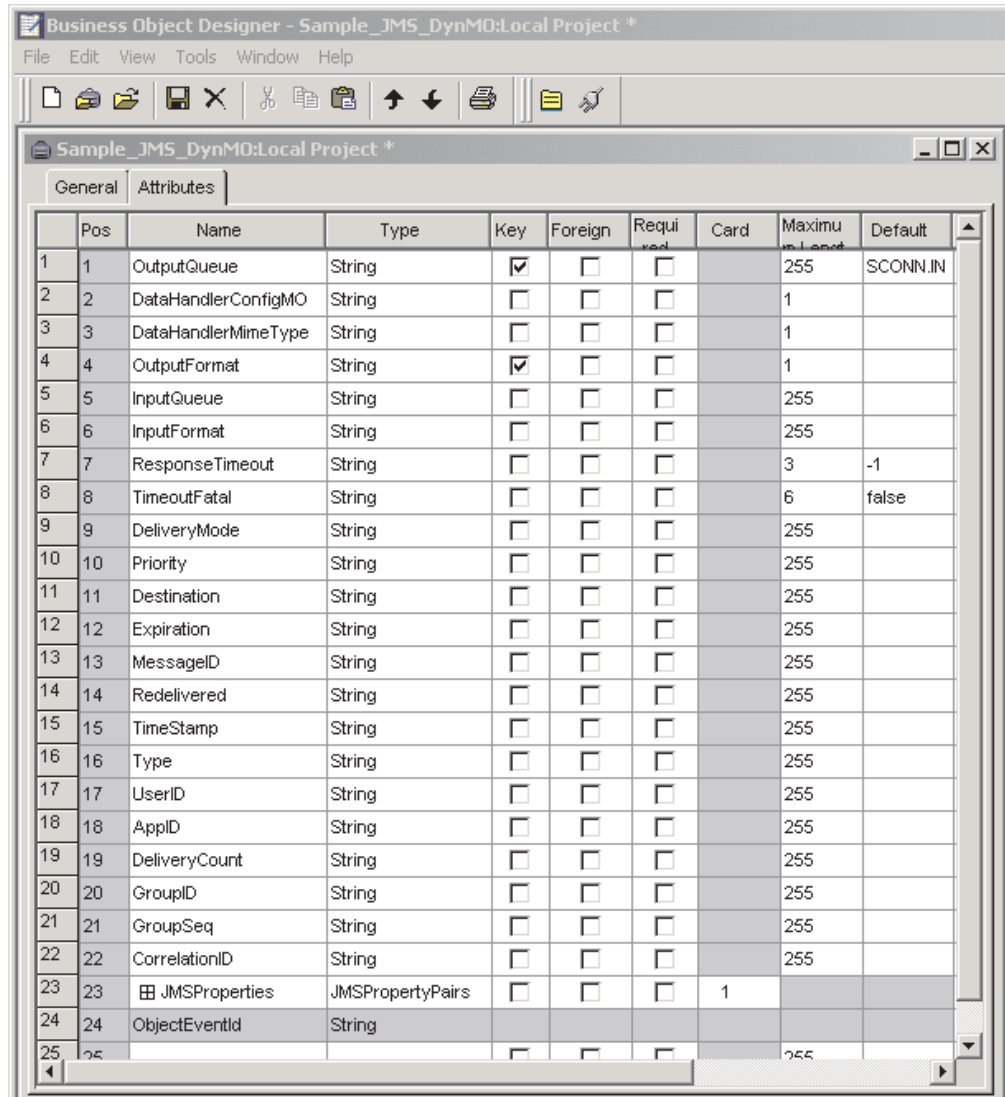 Business Object Designer - Sample_JMS_DynMO:Local Project *
File Edit View Tools Window Help
Sample_JMS_DynMO:Local Project *
General Attributes
Pos Name Type Key Foreign Requi Card Maximu Default
1 1 OutputQueue String 255 SCONN.IN
2 2 DataHandlerConfigMO String 1
3 3 DataHandlerMimeType String 1
4 4 OutputFormat String 1
5 5 InputQueue String 255
6 6 InputFormat String 255
7 7 ResponseTimeout String 3 -1
8 8 TimeoutFatal String 6 false
9 9 DeliveryMode String 255
10 10 Priority String 255
11 11 Destination String 255
12 12 Expiration String 255
13 13 MessageID String 255
14 14 Redelivered String 255
15 15 TimeStamp String 255
16 16 Type String 255
17 17 UserID String 255
18 18 AppID String 255
19 19 DeliveryCount String 255
20 20 GroupID String 255
21 21 GroupSeq String 255
22 22 CorrelationID String 255
23 23 JMSProperties JMSPropertyPairs 1
24 24 ObjectEventId String
25 25 255